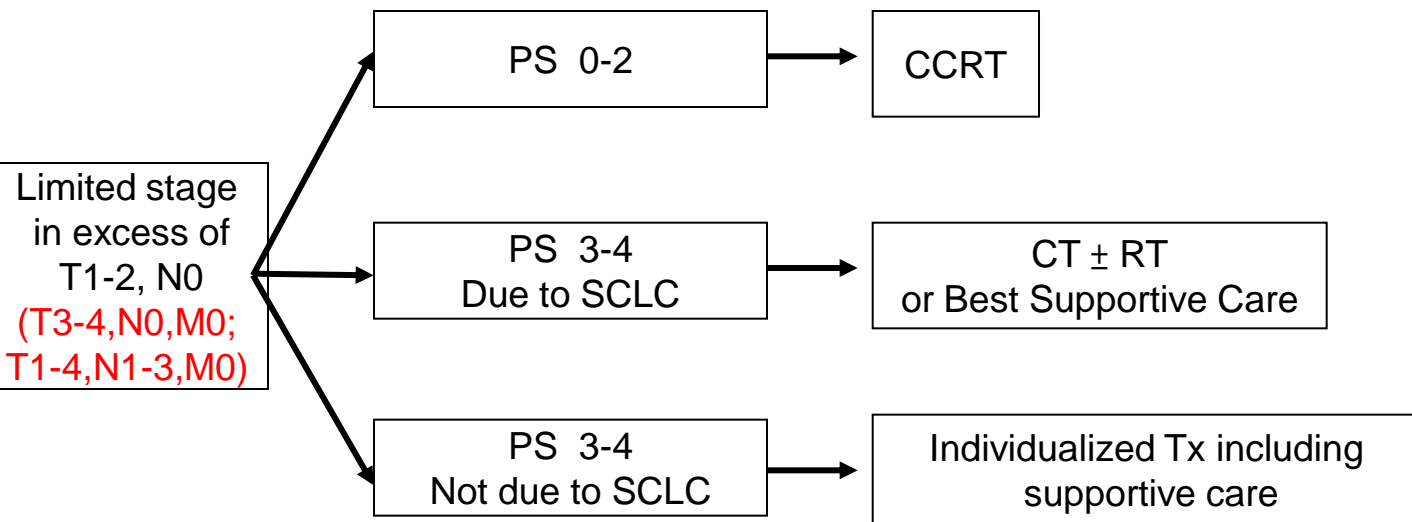 PS 0-2
CCRT
Limited stage
in excess of
T1-2, N0
(T3-4,N0,M0;
T1-4,N1-3,M0)
PS 3-4
Due to SCLC
CT ± RT
or Best Supportive Care
PS 3-4
Not due to SCLC
Individualized Tx including
supportive care